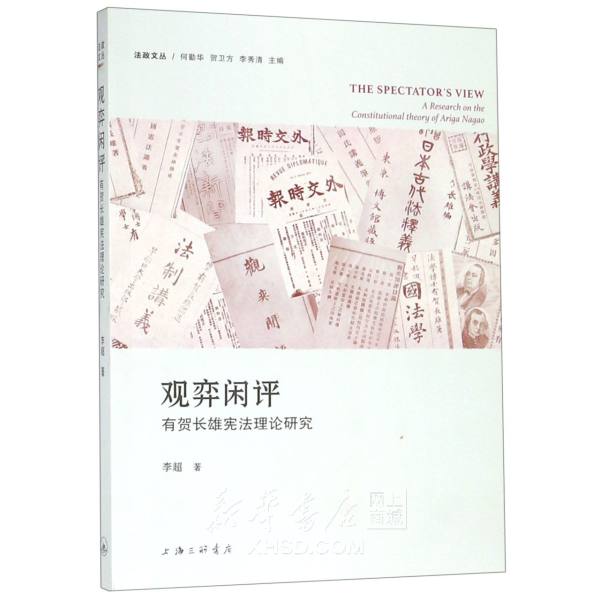 法政文丛 / 何勤华 贺卫方 李秀清 主编
THE SPECTATOR'S VIEW
A Research on the
Constitutional theory of Ariga Nagao
外交時報
REVUE DIPLOMATIQUE
外交時報
行政學講義
日本古代法釋義
法制講義
觀奕閒評
國法學
观弈闲评
有贺长雄宪法理论研究
李超 著
上海三联书店
观弈闲评
有贺长雄宪法理论研究
李超 著
新华书店
网上商城
XHSD.COM